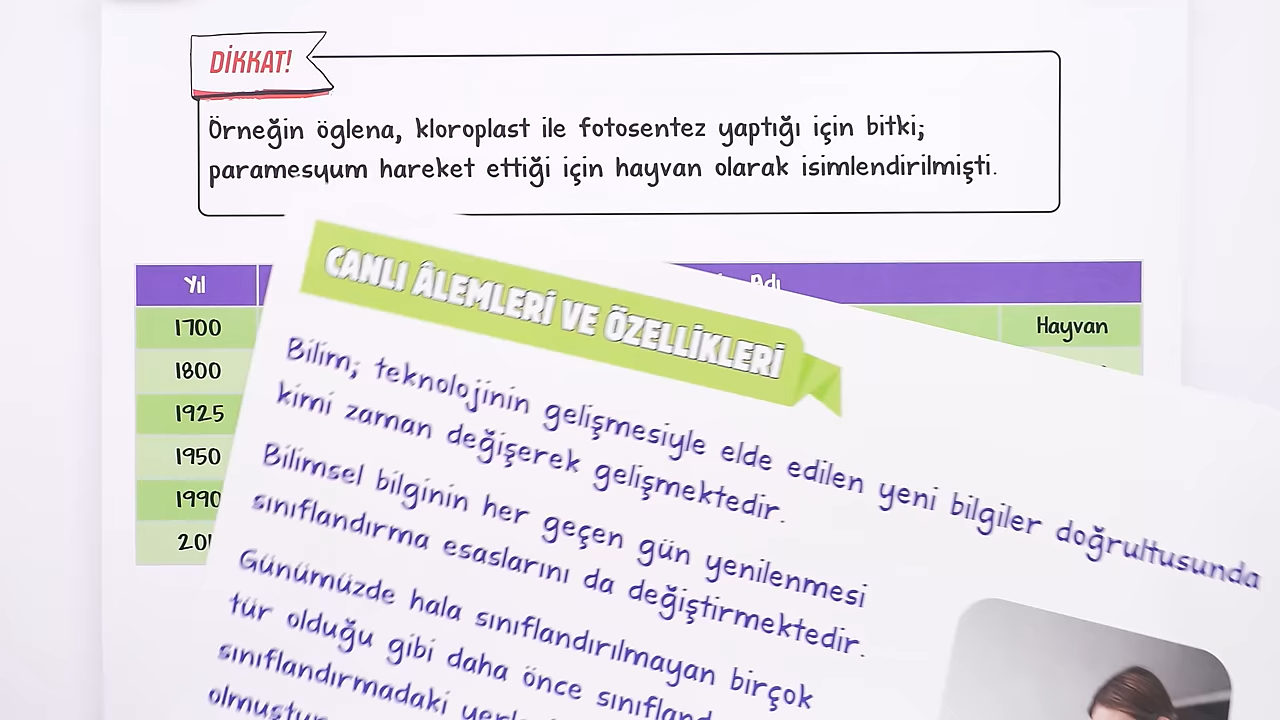 DİKKAT!
Örneğin öglena, kloroplast ile fotosentez yaptığı için bitki;
paramesyum hareket ettiği için hayvan olarak isimlendirilmişti.
Yıl
Adı
1700
Hayvan
1800
1925
1950
1990
CANLI ÂLEMLERİ VE ÖZELLİKLERİ
Bilim; teknolojinin gelişmesiyle elde edilen yeni bilgiler doğrultusunda
kimi zaman değişerek gelişmektedir.
Bilimsel bilginin her geçen gün yenilenmesi
sınıflandırma esaslarını da değiştirmektedir.
Günümüzde hala sınıflandırılmayan birçok
tür olduğu gibi daha önce
sınıflandırmadaki